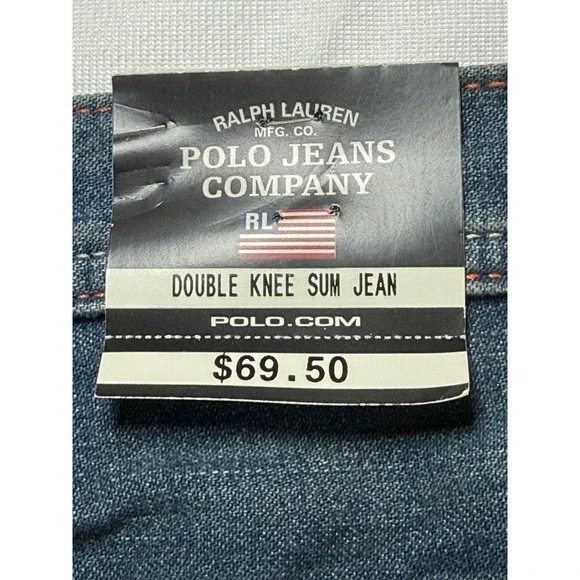 RALPH LAUREN
MFG. CO.
POLO JEANS
COMPANY
RL
DOUBLE KNEE SUM JEAN
POLO.COM
$69.50